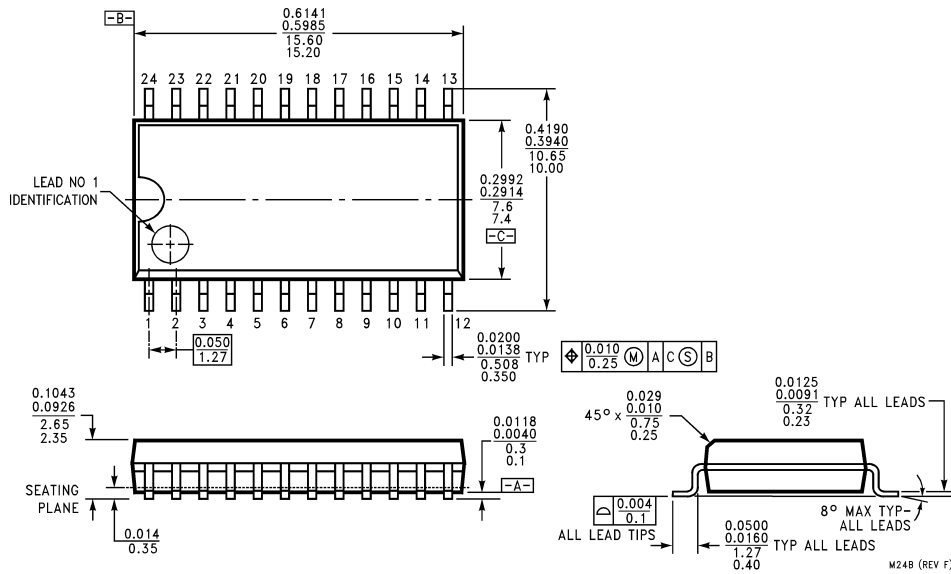 -B-
0.6141
0.5985
15.60
15.20
24 23 22 21 20 19 18 17 16 15 14 13
0.4190
0.3940
10.65
10.00
0.2992
0.2914
7.6
7.4
-C-
LEAD NO 1
IDENTIFICATION
1 2 3 4 5 6 7 8 9 10 11 12
0.050
1.27
0.0200
0.0138
0.508
0.350
TYP
0.010
0.25
M A C S B
0.1043
0.0926
2.65
2.35
SEATING
PLANE
0.014
0.35
0.0118
0.0040
0.3
0.1
-A-
45° x
0.029
0.010
0.75
0.25
0.0125
0.0091
0.32
0.23
TYP ALL LEADS
0.004
0.1
ALL LEAD TIPS
0.0500
0.0160
1.27
0.40
TYP ALL LEADS
8° MAX TYP-
ALL LEADS
M24B (REV F)